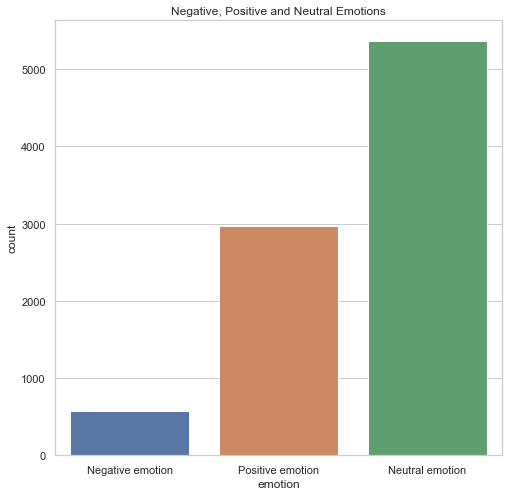 Negative, Positive and Neutral Emotions
5000
4000
3000
2000
1000
0
count
Negative emotion
Positive emotion
Neutral emotion
emotion